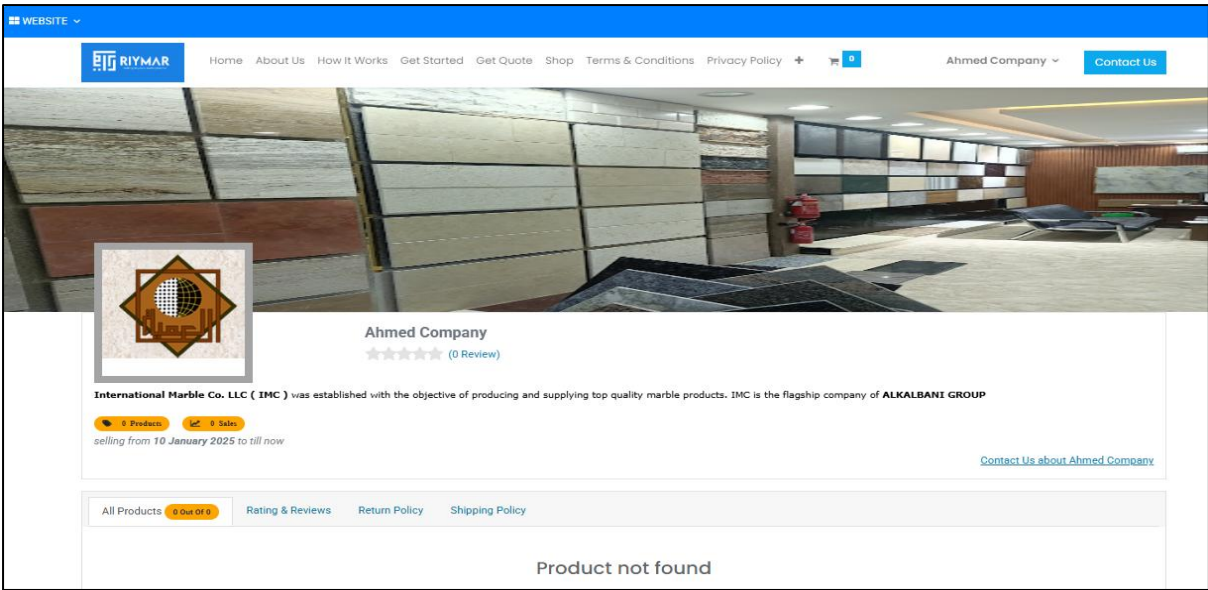 WEBSITE
RIYMAR
Home About Us How It Works Get Started Get Quote Shop Terms & Conditions Privacy Policy + 0 Ahmed Company Contact Us
Ahmed Company
(0 Review)
International Marble Co. LLC ( IMC ) was established with the objective of producing and supplying top quality marble products. IMC is the flagship company of ALKALBANI GROUP
0 Products 0 Sales
selling from 10 January 2025 to till now
Contact Us about Ahmed Company
All Products 0 Out Of 0 Rating & Reviews Return Policy Shipping Policy
Product not found